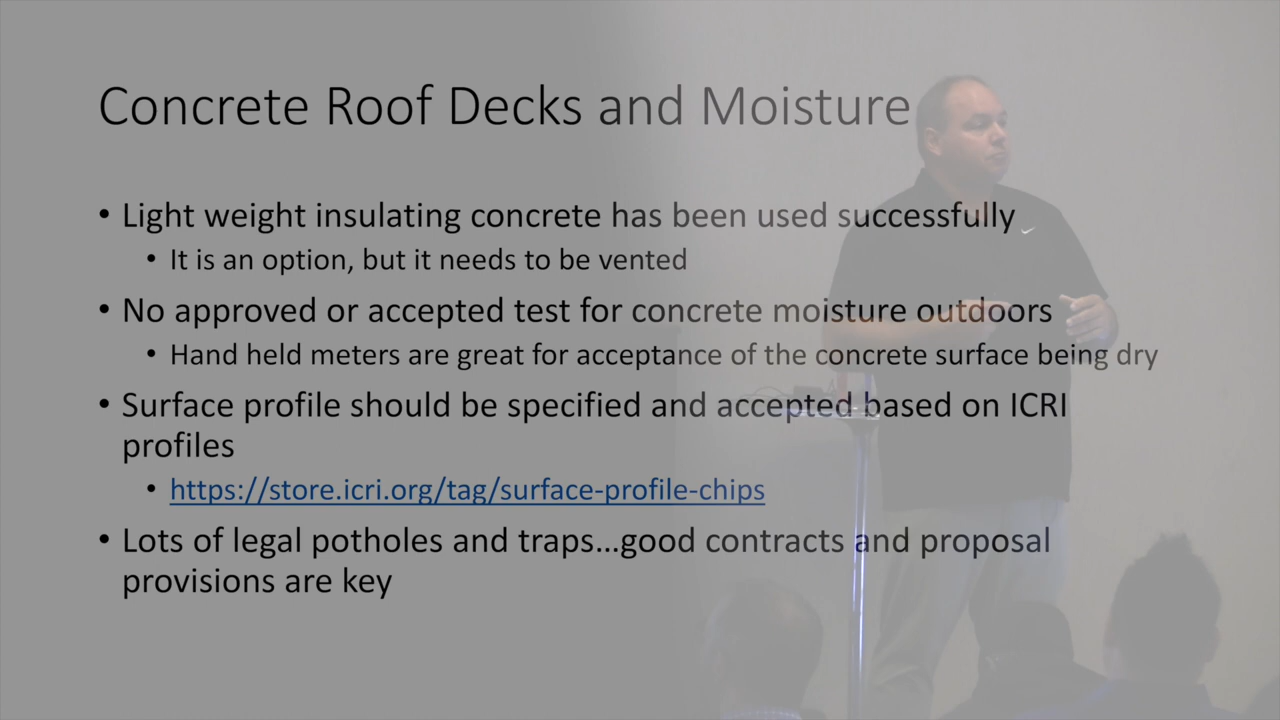 Concrete Roof Decks and Moisture
• Light weight insulating concrete has been used successfully
• It is an option, but it needs to be vented
• No approved or accepted test for concrete moisture outdoors
• Hand held meters are great for acceptance of the concrete surface being dry
• Surface profile should be specified and accepted based on ICRI
profiles
• https://store.icri.org/tag/surface-profile-chips
• Lots of legal potholes and traps...good contracts and proposal
provisions are key